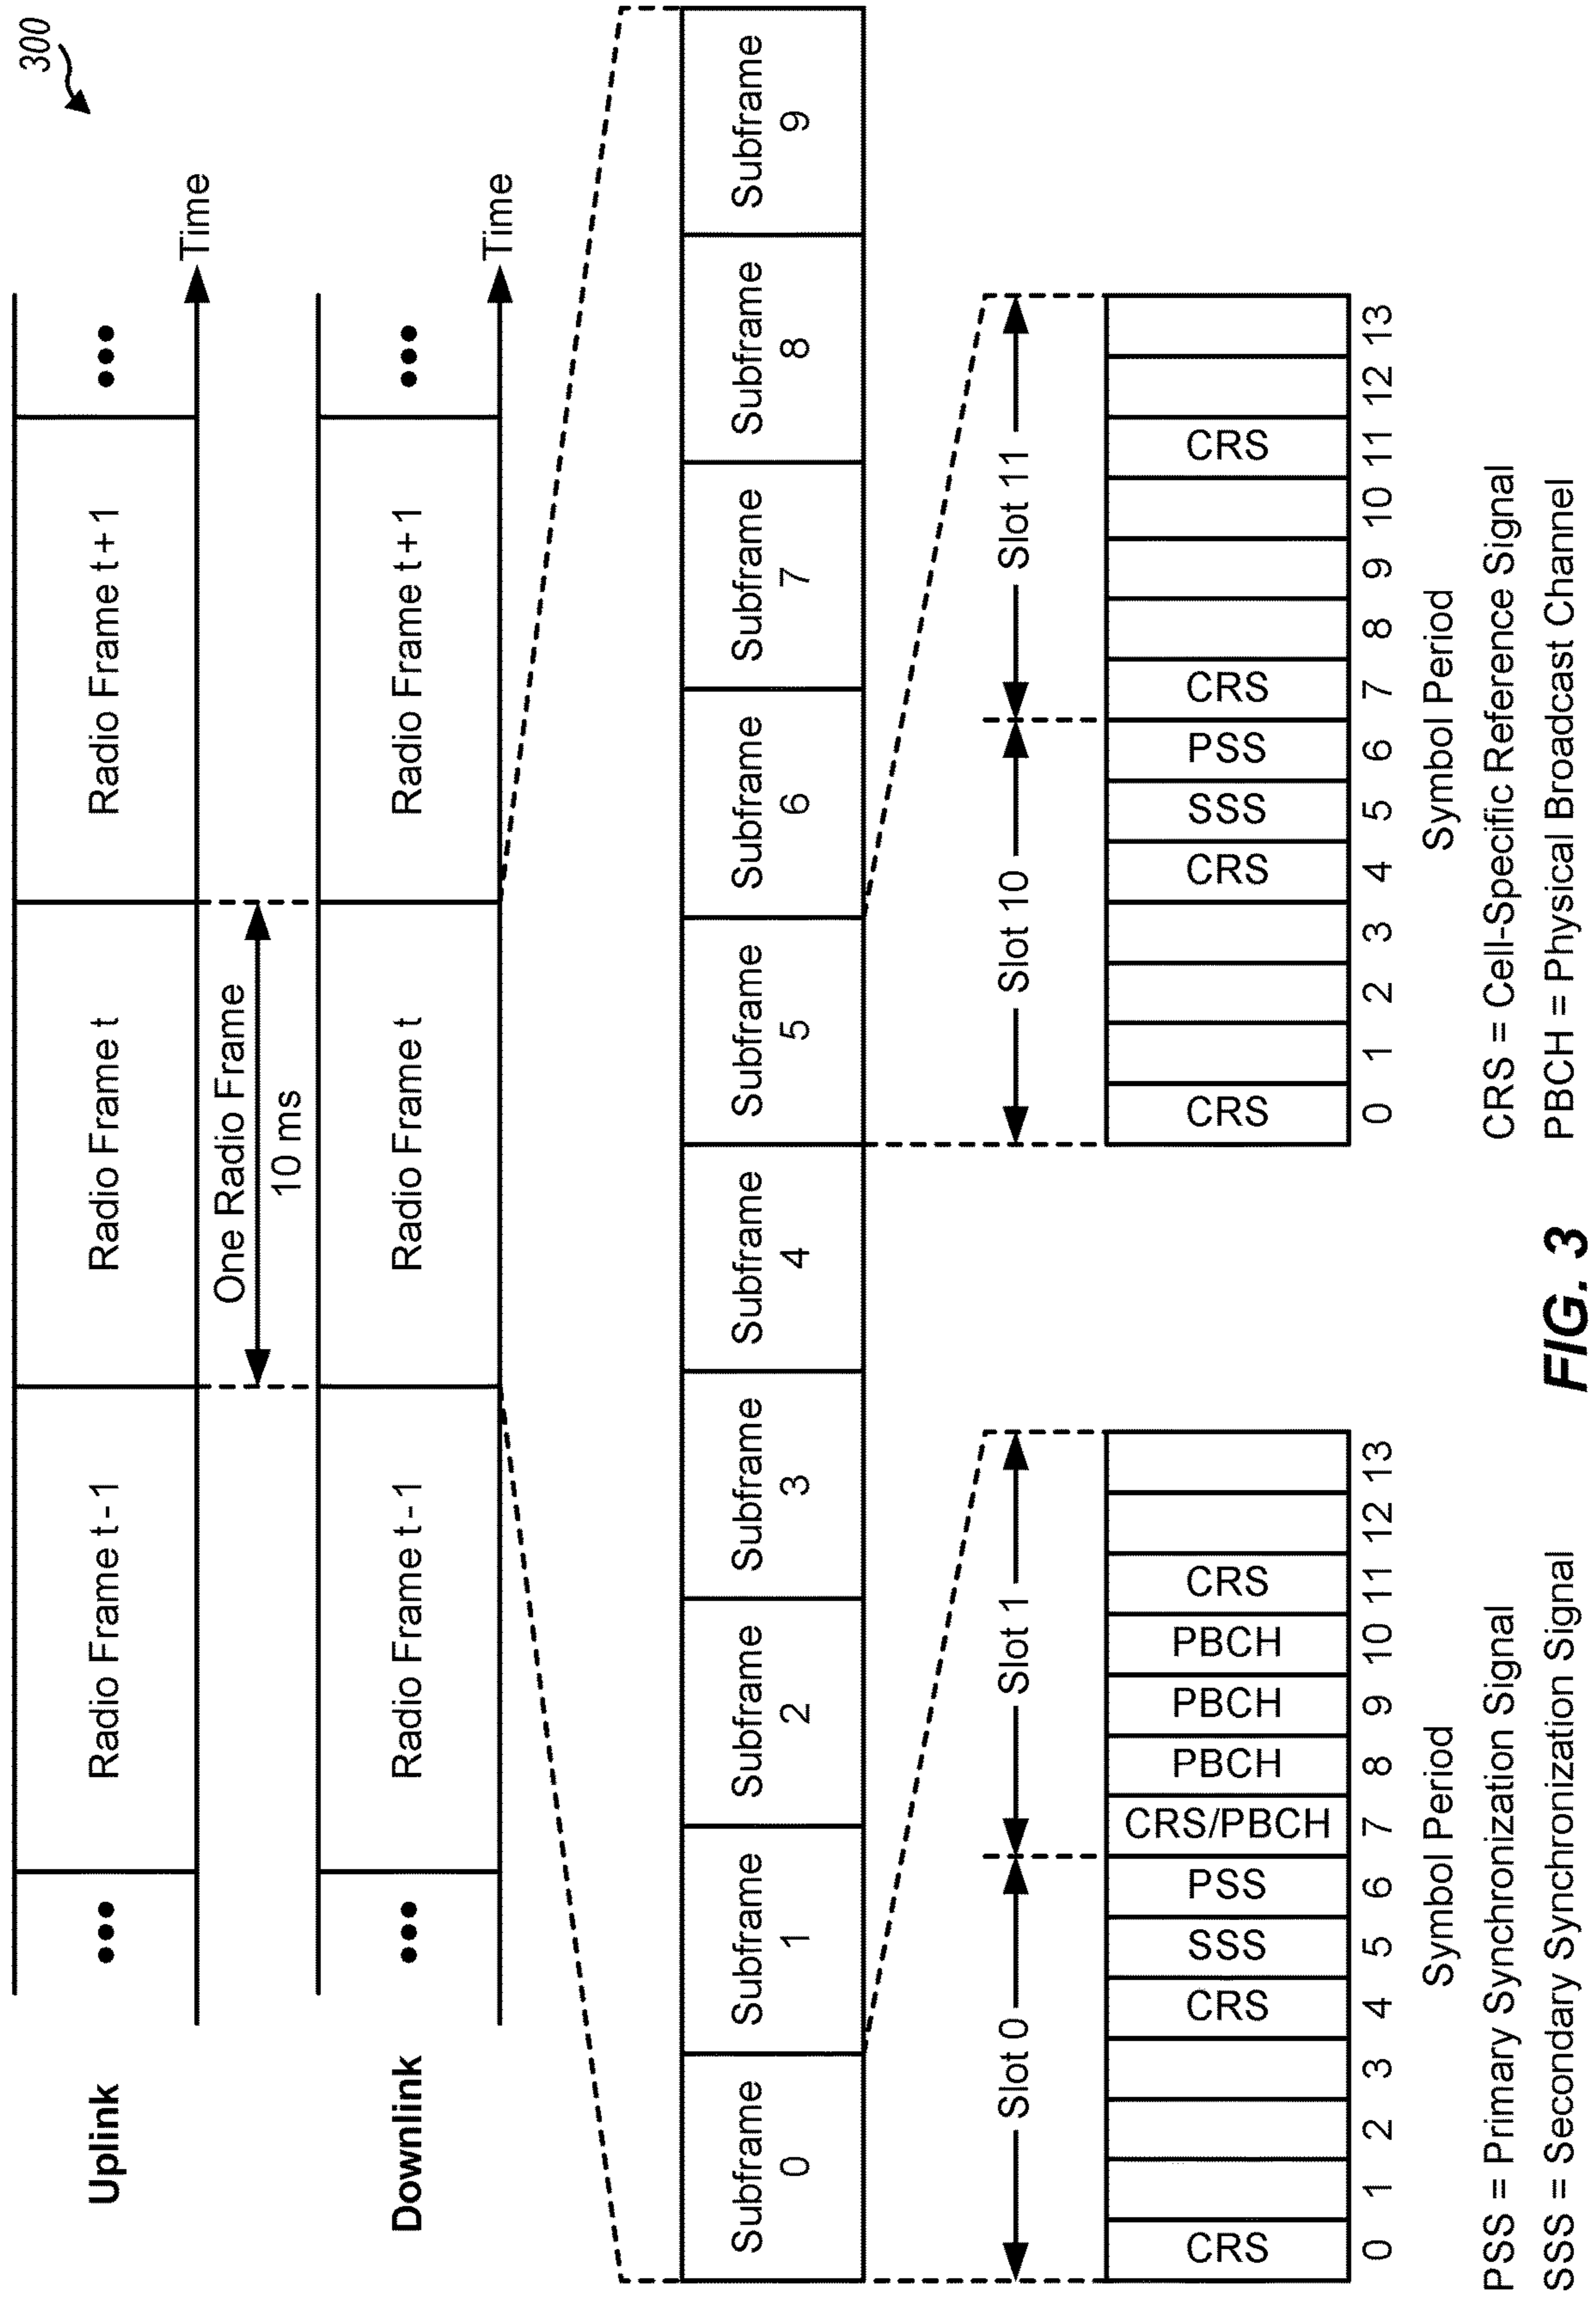 300
Uplink
••• Radio Frame t - 1 Radio Frame t Radio Frame t + 1 •••
Time
One Radio Frame
10 ms
Downlink
••• Radio Frame t - 1 Radio Frame t Radio Frame t + 1 •••
Time
Subframe Subframe Subframe Subframe Subframe Subframe Subframe Subframe Subframe Subframe
0 1 2 3 4 5 6 7 8 9
Slot 0 Slot 1
CRS CRS SSS PSS CRS/PBCH PBCH PBCH PBCH CRS
0 1 2 3 4 5 6 7 8 9 10 11 12 13
Symbol Period
Slot 10 Slot 11
CRS CRS SSS PSS CRS CRS
0 1 2 3 4 5 6 7 8 9 10 11 12 13
Symbol Period
PSS = Primary Synchronization Signal
SSS = Secondary Synchronization Signal
CRS = Cell-Specific Reference Signal
PBCH = Physical Broadcast Channel
FIG. 3